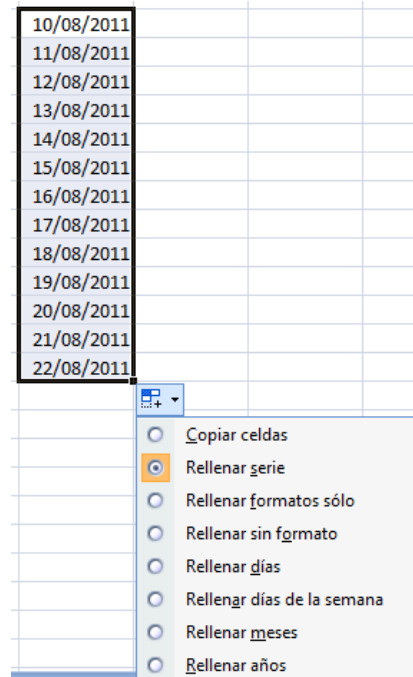 10/08/2011
11/08/2011
12/08/2011
13/08/2011
14/08/2011
15/08/2011
16/08/2011
17/08/2011
18/08/2011
19/08/2011
20/08/2011
21/08/2011
22/08/2011
Copiar celdas
Rellenar serie
Rellenar formatos sólo
Rellenar sin formato
Rellenar días
Rellenar días de la semana
Rellenar meses
Rellenar años